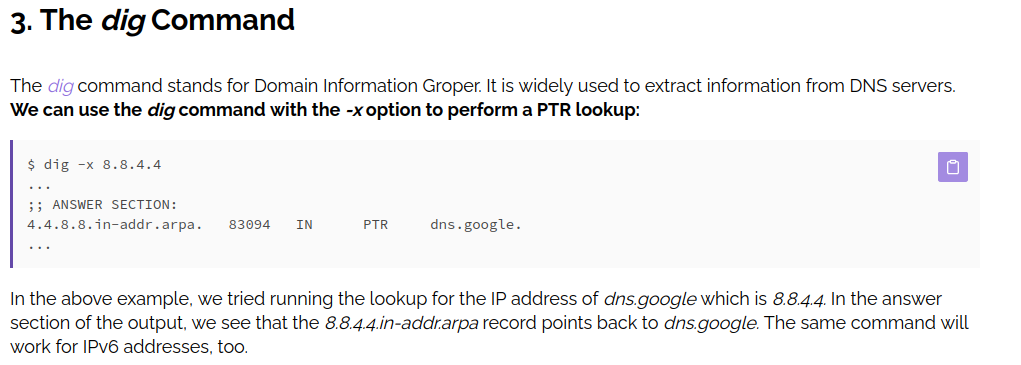 3. The dig Command
The dig command stands for Domain Information Groper. It is widely used to extract information from DNS servers.
We can use the dig command with the -x option to perform a PTR lookup:
$ dig -x 8.8.4.4
...
;; ANSWER SECTION:
4.4.8.8.in-addr.arpa.   83094   IN      PTR     dns.google.
...
In the above example, we tried running the lookup for the IP address of dns.google which is 8.8.4.4. In the answer
section of the output, we see that the 8.8.4.4.in-addr.arpa record points back to dns.google. The same command will
work for IPv6 addresses, too.